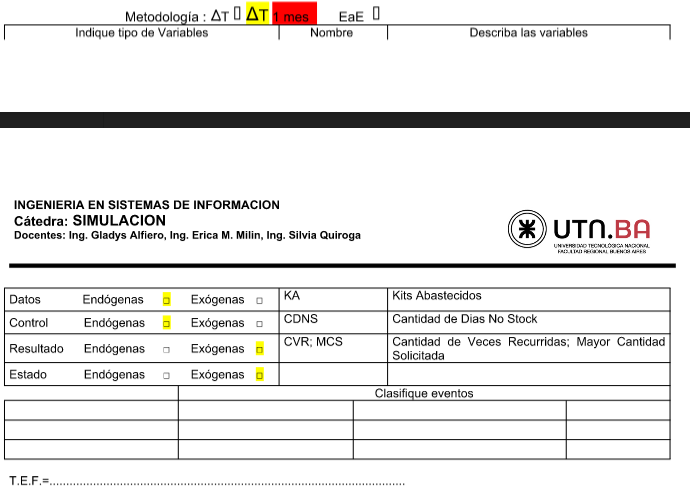 Metodología : ΔT ▯ ΔT 1 mes EaE ▯
Indique tipo de Variables Nombre Describa las variables
INGENIERIA EN SISTEMAS DE INFORMACION
Cátedra: SIMULACION
Docentes: Ing. Gladys Alfiero, Ing. Erica M. Milin, Ing. Silvia Quiroga
UTN.BA
UNIVERSIDAD TECNOLÓGICA NACIONAL
FACULTAD REGIONAL BUENOS AIRES
Datos Endógenas □ Exógenas □ KA Kits Abastecidos
Control Endógenas □ Exógenas □ CDNS Cantidad de Dias No Stock
Resultado Endógenas □ Exógenas □ CVR; MCS Cantidad de Veces Recurridas; Mayor Cantidad
Solicitada
Estado Endógenas □ Exógenas □
Clasifique eventos
T.E.F.=..........................................................................................................